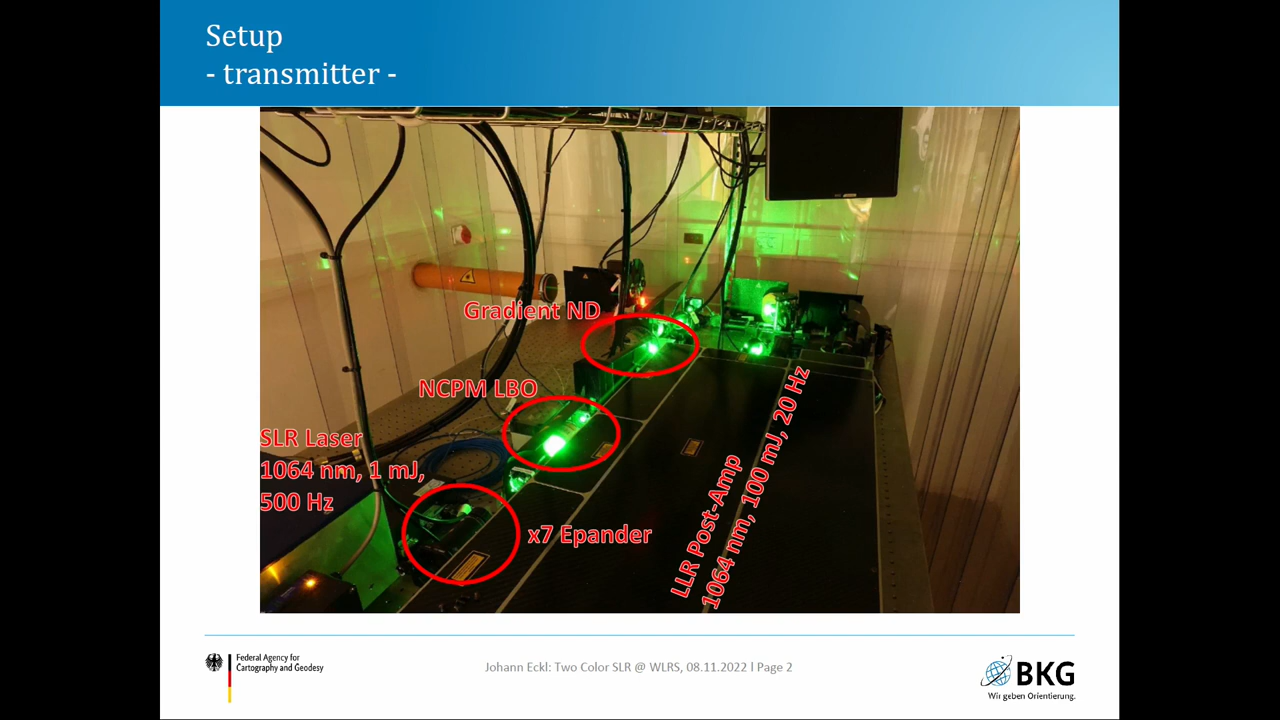 Setup
- transmitter -
Gradient ND
NCPM LBO
SLR Laser
1064 nm, 1 mJ,
500 Hz
x7 Epander
LLR Post-Amp
1064 nm, 100 mJ, 20 Hz
Federal Agency for
Cartography and Geodesy
Johann Eckl: Two Color SLR @ WLRS, 08.11.2022 I Page 2
BKG
Wir geben Orientierung.